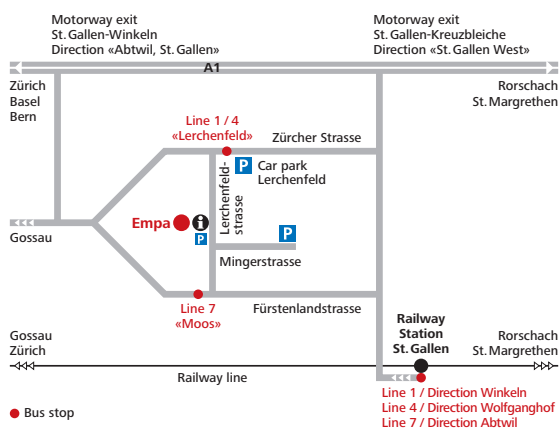 Motorway exit
St. Gallen-Winkeln
Direction «Abtwil, St. Gallen»
Motorway exit
St. Gallen-Kreuzbleiche
Direction «St. Gallen West»
A1
Zürich
Basel
Bern
Rorschach
St. Margrethen
Line 1 / 4
«Lerchenfeld»
Zürcher Strasse
P
Car park
Lerchenfeld
Lerchenfeld-
strasse
Empa
i
P
P
Gossau
Mingerstrasse
Line 7
«Moos»
Fürstenlandstrasse
Railway
Station
St. Gallen
Gossau
Zürich
Rorschach
St. Margrethen
Railway line
Line 1 / Direction Winkeln
Line 4 / Direction Wolfganghof
Line 7 / Direction Abtwil
Bus stop